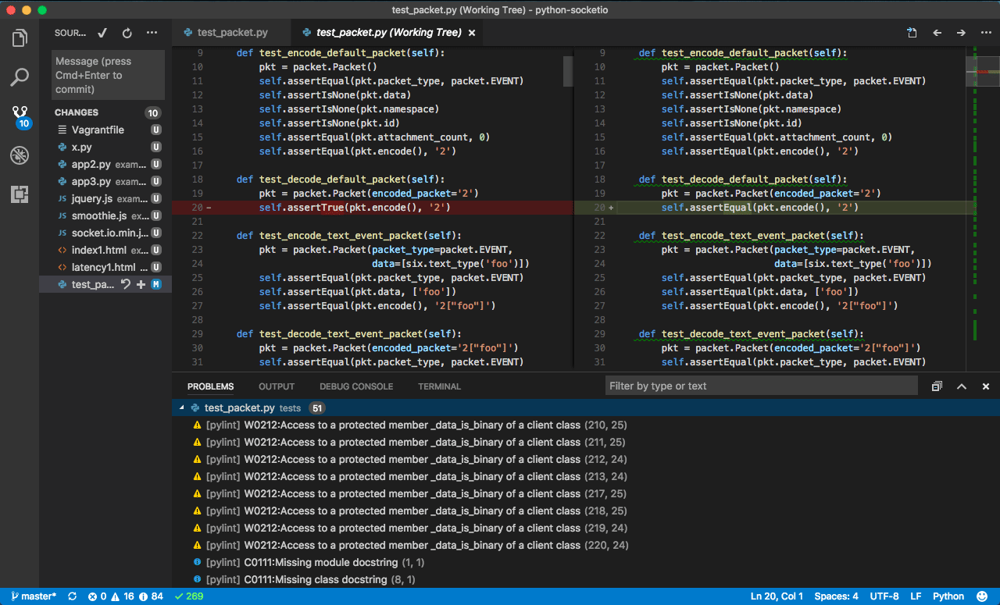 test_packet.py (Working Tree) - python-socketio
SOUR... ✓ ...
Message (press
Cmd+Enter to
commit)
CHANGES 10
10
Vagrantfile U
x.py U
app2.py exam... U
app3.py exam... U
JS jquery.js exam... U
JS smoothie.js U
JS socket.io.min.j... U
<> index1.html ex... U
<> latency1.html ... U
test_pa... + M
test_packet.py
test_packet.py (Working Tree) ×
9 def test_encode_default_packet(self):
10 pkt = packet.Packet()
11 self.assertEqual(pkt.packet_type, packet.EVENT)
12 self.assertIsNone(pkt.data)
13 self.assertIsNone(pkt.namespace)
14 self.assertIsNone(pkt.id)
15 self.assertEqual(pkt.attachment_count, 0)
16 self.assertEqual(pkt.encode(), '2')
17
18 def test_decode_default_packet(self):
19 pkt = packet.Packet(encoded_packet='2')
20 - self.assertTrue(pkt.encode(), '2')
21
22 def test_encode_text_event_packet(self):
23 pkt = packet.Packet(packet_type=packet.EVENT,
24 data=[six.text_type('foo')])
25 self.assertEqual(pkt.packet_type, packet.EVENT)
26 self.assertEqual(pkt.data, ['foo'])
27 self.assertEqual(pkt.encode(), '2["foo"]')
28
29 def test_decode_text_event_packet(self):
30 pkt = packet.Packet(encoded_packet='2["foo"]')
31 self.assertEqual(pkt.packet_type, packet.EVENT)
9 def test_encode_default_packet(self):
10 pkt = packet.Packet()
11 self.assertEqual(pkt.packet_type, packet.EVENT)
12 self.assertIsNone(pkt.data)
13 self.assertIsNone(pkt.namespace)
14 self.assertIsNone(pkt.id)
15 self.assertEqual(pkt.attachment_count, 0)
16 self.assertEqual(pkt.encode(), '2')
17
18 def test_decode_default_packet(self):
19 pkt = packet.Packet(encoded_packet='2')
20 + self.assertEqual(pkt.encode(), '2')
21
22 def test_encode_text_event_packet(self):
23 pkt = packet.Packet(packet_type=packet.EVENT,
24 data=[six.text_type('foo')])
25 self.assertEqual(pkt.packet_type, packet.EVENT)
26 self.assertEqual(pkt.data, ['foo'])
27 self.assertEqual(pkt.encode(), '2["foo"]')
28
29 def test_decode_text_event_packet(self):
30 pkt = packet.Packet(encoded_packet='2["foo"]')
31 self.assertEqual(pkt.packet_type, packet.EVENT)
PROBLEMS OUTPUT DEBUG CONSOLE TERMINAL Filter by type or text
test_packet.py tests 51
[pylint] W0212:Access to a protected member _data_is_binary of a client class (210, 25)
[pylint] W0212:Access to a protected member _data_is_binary of a client class (211, 25)
[pylint] W0212:Access to a protected member _data_is_binary of a client class (212, 24)
[pylint] W0212:Access to a protected member _data_is_binary of a client class (213, 24)
[pylint] W0212:Access to a protected member _data_is_binary of a client class (217, 25)
[pylint] W0212:Access to a protected member _data_is_binary of a client class (218, 25)
[pylint] W0212:Access to a protected member _data_is_binary of a client class (219, 24)
[pylint] W0212:Access to a protected member _data_is_binary of a client class (220, 24)
[pylint] C0111:Missing module docstring (1, 1)
[pylint] C0111:Missing class docstring (8, 1)
master* 0 16 84 ✓ 269 Ln 20, Col 1 Spaces: 4 UTF-8 LF Python